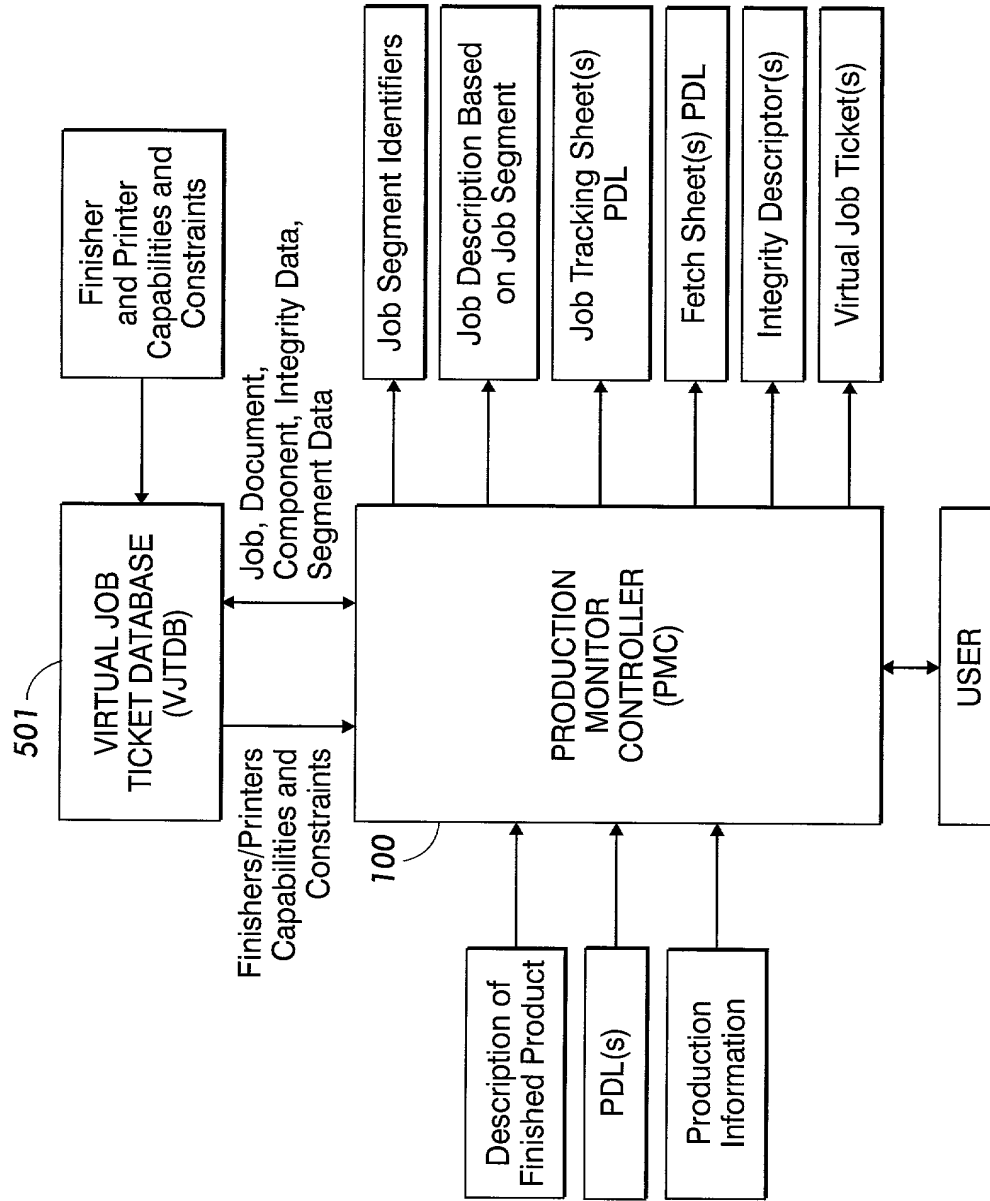 501
VIRTUAL JOB
TICKET DATABASE
(VJTDB)
Finisher
and Printer
Capabilities and
Constraints
Finishers/Printers
Capabilities and
Constraints
Job, Document,
Component, Integrity Data,
Segment Data
100
Description of
Finished Product
PDL(s)
Production
Information
PRODUCTION
MONITOR
CONTROLLER
(PMC)
Job Segment Identifiers
Job Description Based
on Job Segment
Job Tracking Sheet(s)
PDL
Fetch Sheet(s) PDL
Integrity Descriptor(s)
Virtual Job Ticket(s)
USER